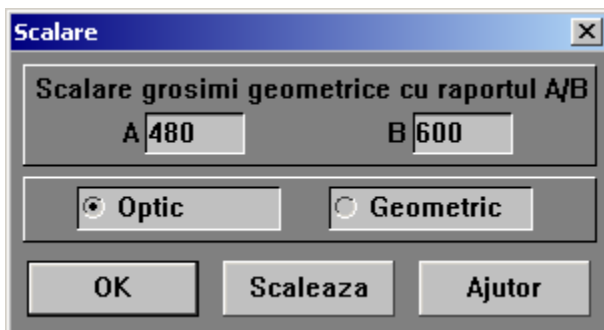 Scalare
Scalare grosimi geometrice cu raportul A/B
A 480 B 600
Optic Geometric
OK Scaleaza Ajutor